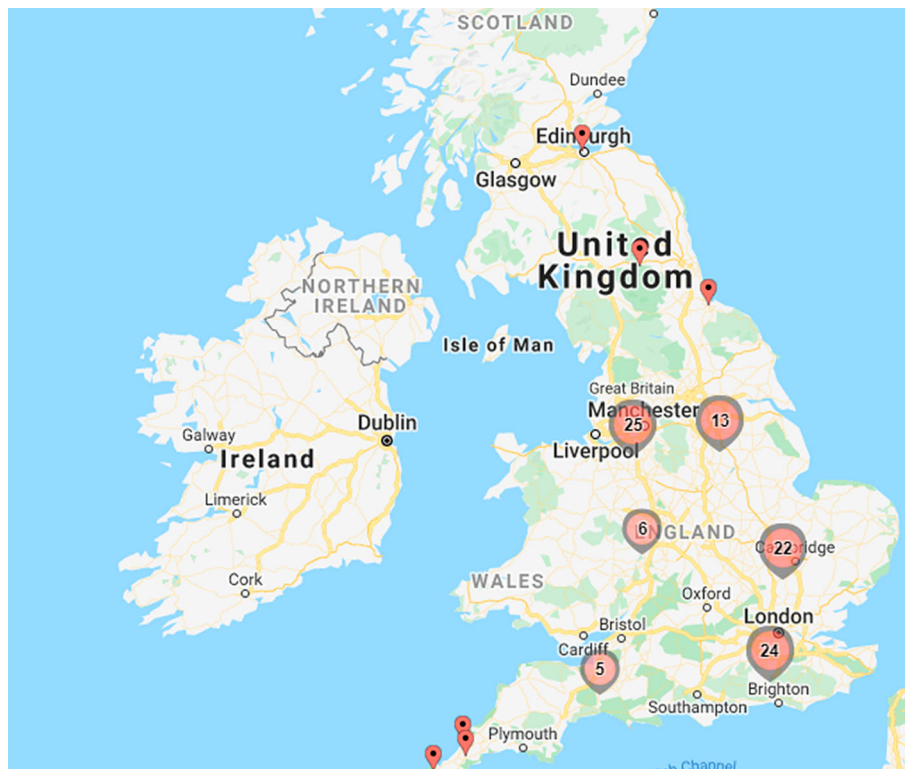 SCOTLAND
Dundee
Edinburgh
Glasgow
United
Kingdom
NORTHERN
IRELAND
Isle of Man
Great Britain
Manchester
25
13
Dublin
Galway
Liverpool
Ireland
Limerick
6
ENGLAND
22
Cambridge
WALES
Cork
Oxford
London
Bristol
Cardiff
24
5
Brighton
Southampton
Plymouth
Channel